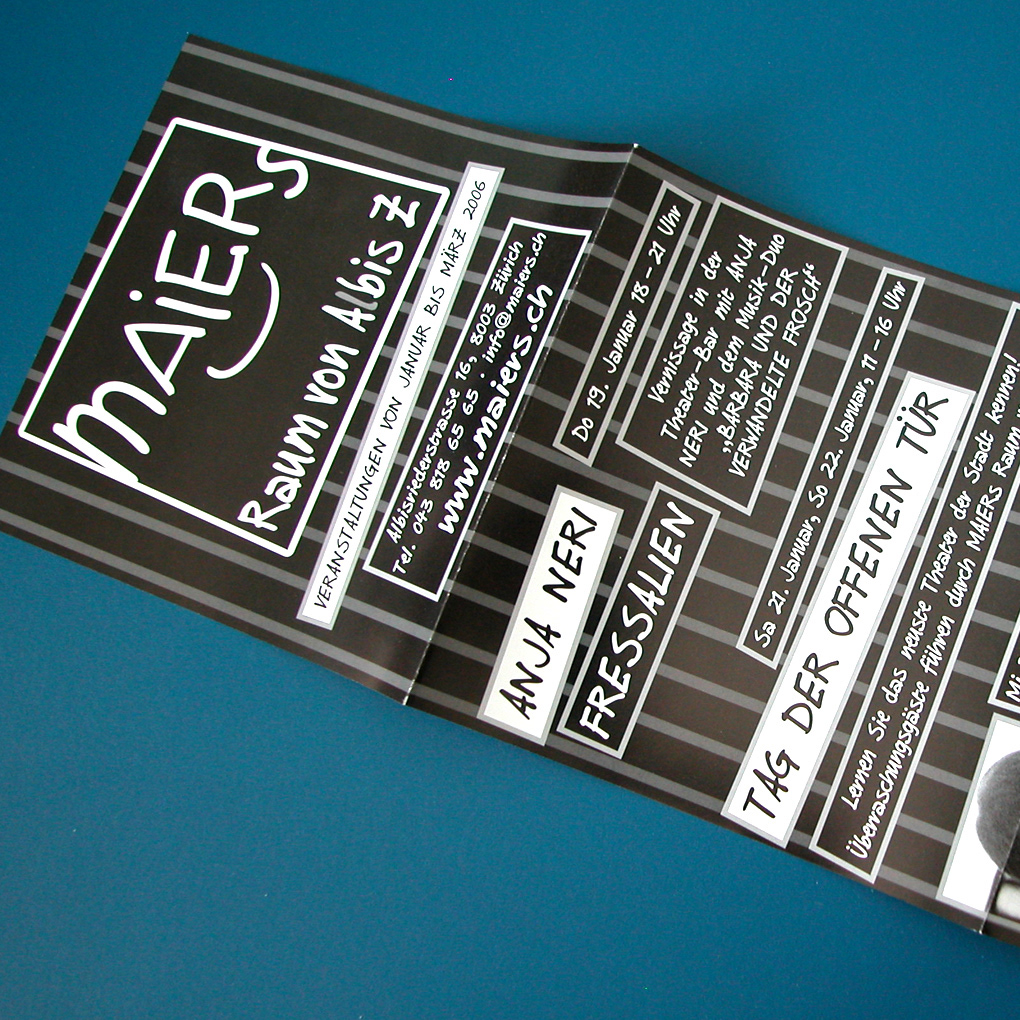 MAiERS
Raum von Albis Z
VERANSTALTUNGEN VON JANUAR BIS MÄRZ 2006
Albisriederstrasse 16, 8003 Zürich
Tel. 043 818 65 65, info@maiers.ch
www.maiers.ch
Do 19. Januar 18 - 21 Uhr
ANJA NERI
FRESSALIEN
Vernissage in der
Theater-Bar mit ANJA
NERI und dem Musik-Duo
„BARBARA UND DER
VERWANDELTE FROSCH“
Sa 21. Januar, So 22. Januar, 11 - 16 Uhr
TAG DER OFFENEN TÜR
Lernen Sie das neuste Theater der Stadt kennen!
Überraschungsgäste führen durch MAIERS Raum
Mi